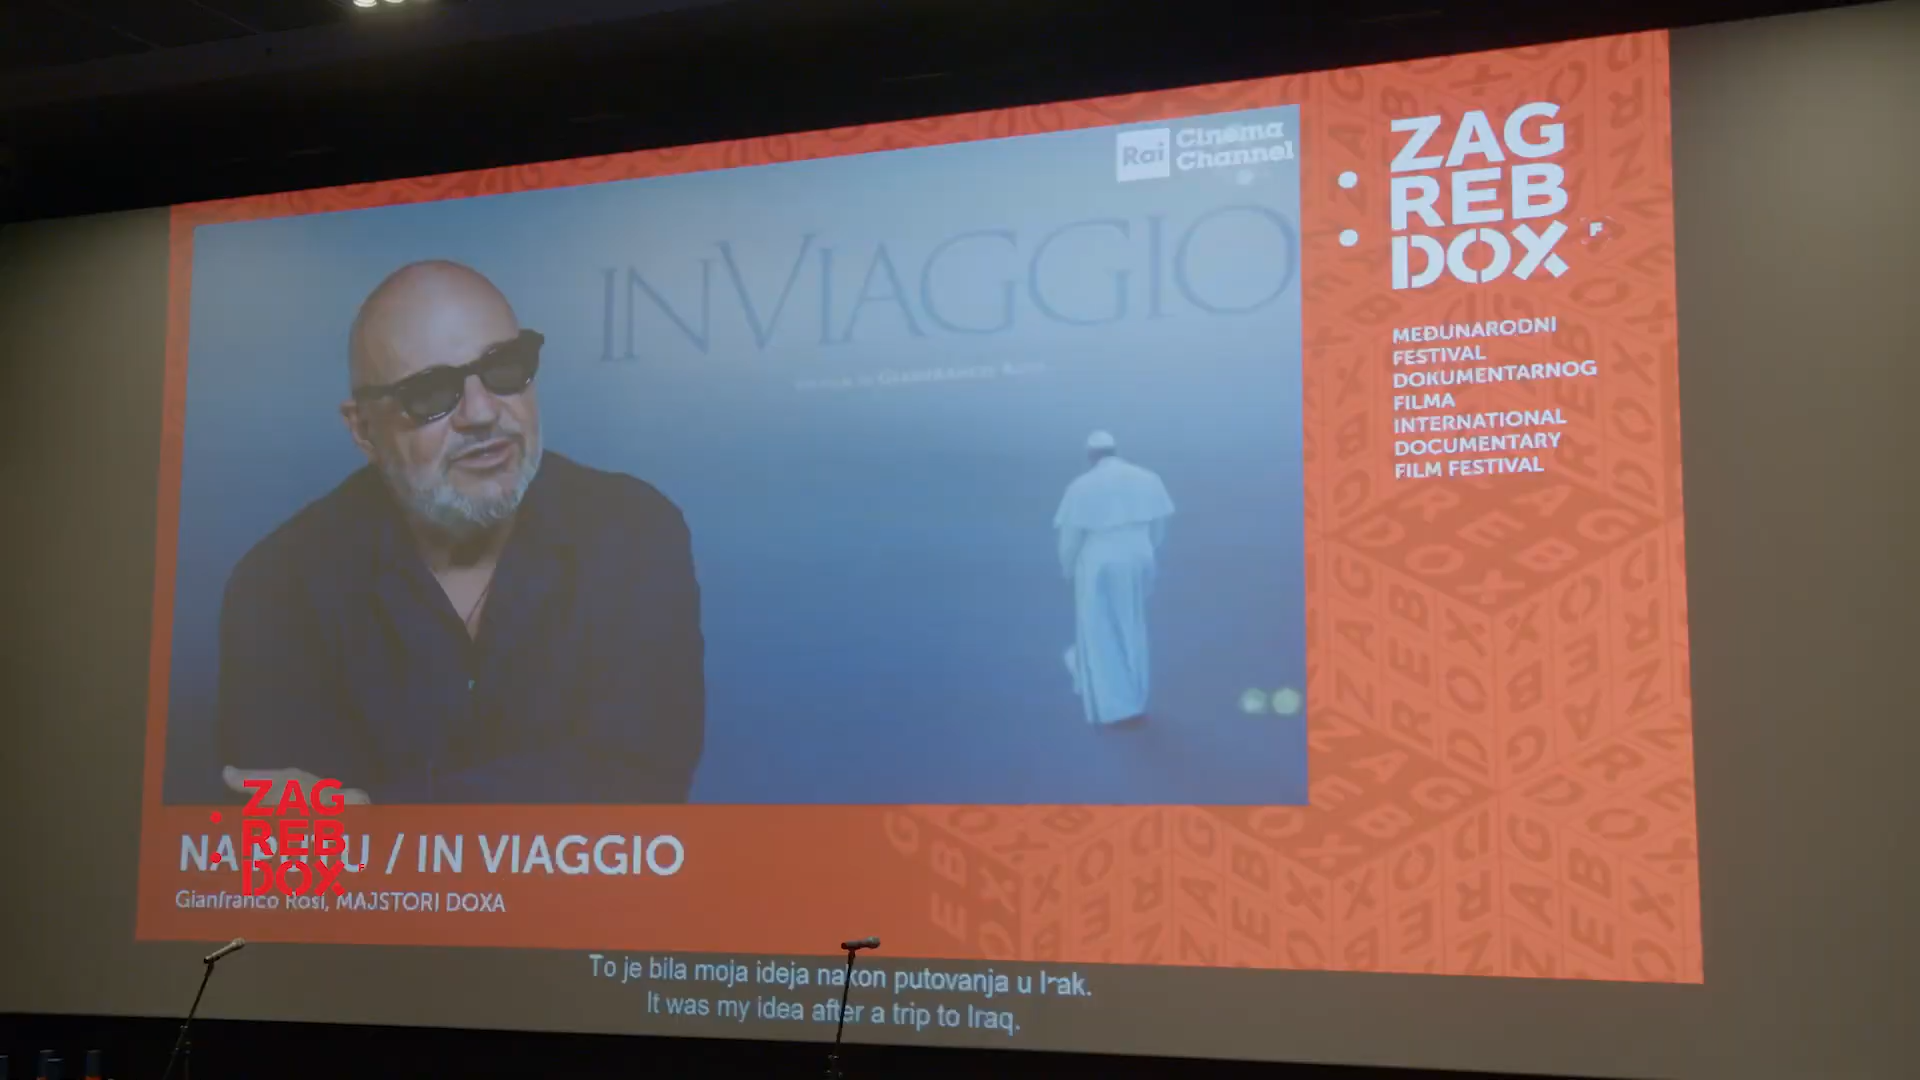 Rai Cinema
Channel
INVIAGGIO
ZAG
REB
DOX
MEĐUNARODNI
FESTIVAL
DOKUMENTARNOG
FILMA
INTERNATIONAL
DOCUMENTARY
FILM FESTIVAL
ZAG
REB
DOX
NA PUTU / IN VIAGGIO
Gianfranco Rosi, MAJSTORI DOXA
To je bila moja ideja nakon putovanja u Irak.
It was my idea after a trip to Iraq.